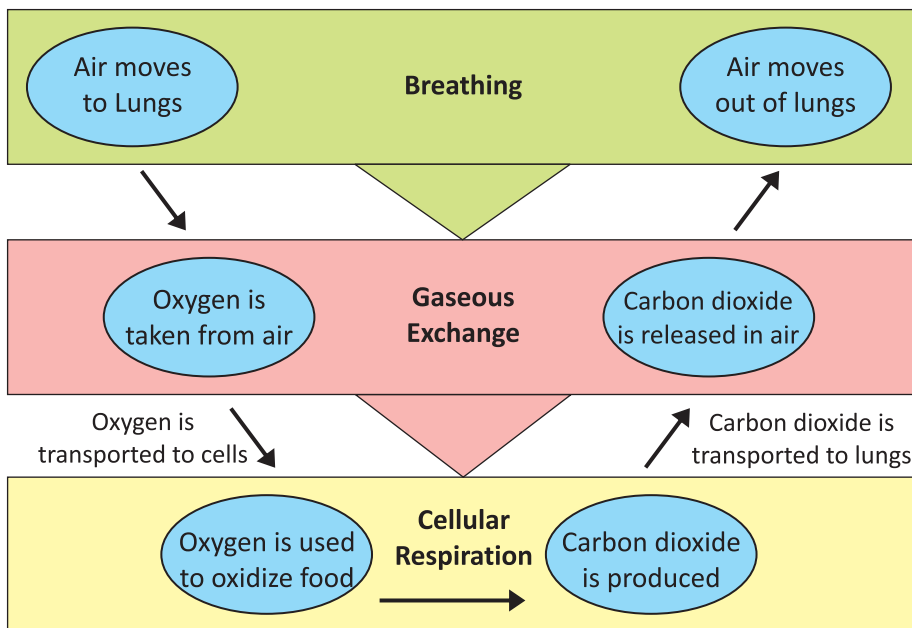 Air moves
to Lungs
Breathing
Air moves
out of lungs
Oxygen is
taken from air
Gaseous
Exchange
Carbon dioxide
is released in air
Oxygen is
transported to cells
Carbon dioxide is
transported to lungs
Oxygen is used
to oxidize food
Cellular
Respiration
Carbon dioxide
is produced